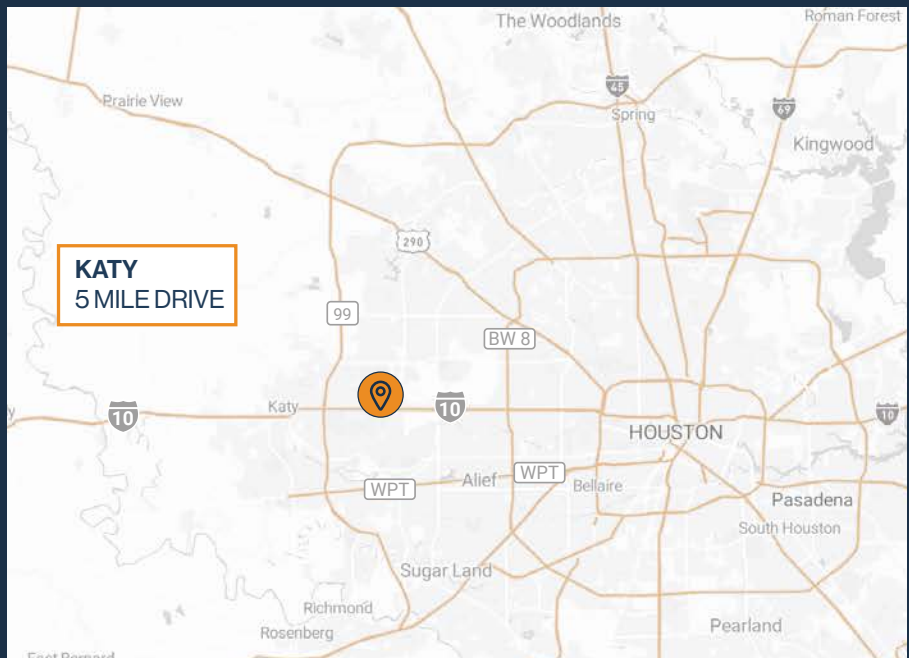 The Woodlands
Roman Forest
45
Prairie View
69
Spring
Kingwood
290
KATY
5 MILE DRIVE
99
BW 8
Katy
10
10
10
HOUSTON
WPT
Alief
WPT
Bellaire
Pasadena
South Houston
Sugar Land
Richmond
Rosenberg
Pearland